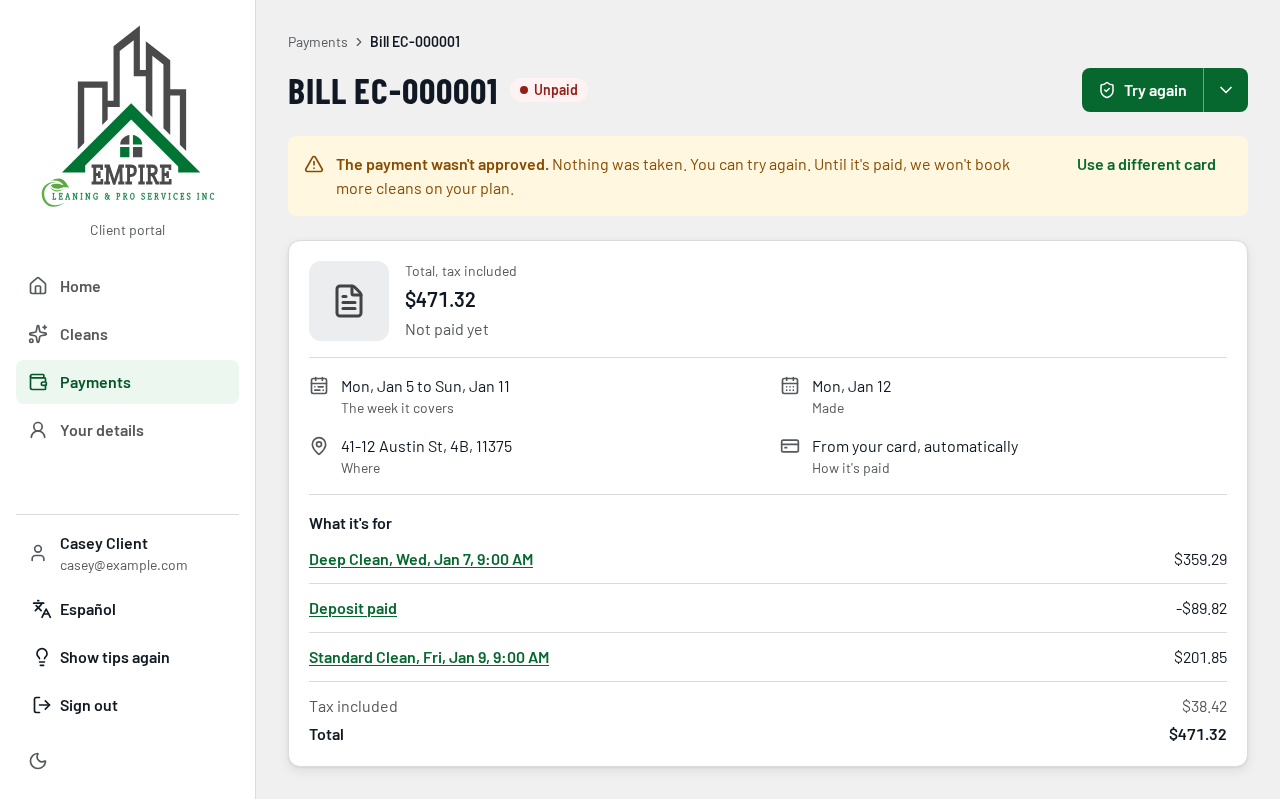 EMPIRE
LEANING & PRO SERVICES INC
Client portal
Home
Cleans
Payments
Your details
Casey Client
casey@example.com
Español
Show tips again
Sign out
Payments > Bill EC-000001
BILL EC-000001
Unpaid
Try again
The payment wasn't approved. Nothing was taken. You can try again. Until it's paid, we won't book
more cleans on your plan.
Use a different card
Total, tax included
$471.32
Not paid yet
Mon, Jan 5 to Sun, Jan 11
The week it covers
Mon, Jan 12
Made
41-12 Austin St, 4B, 11375
Where
From your card, automatically
How it's paid
What it's for
Deep Clean, Wed, Jan 7, 9:00 AM $359.29
Deposit paid -$89.82
Standard Clean, Fri, Jan 9, 9:00 AM $201.85
Tax included $38.42
Total $471.32